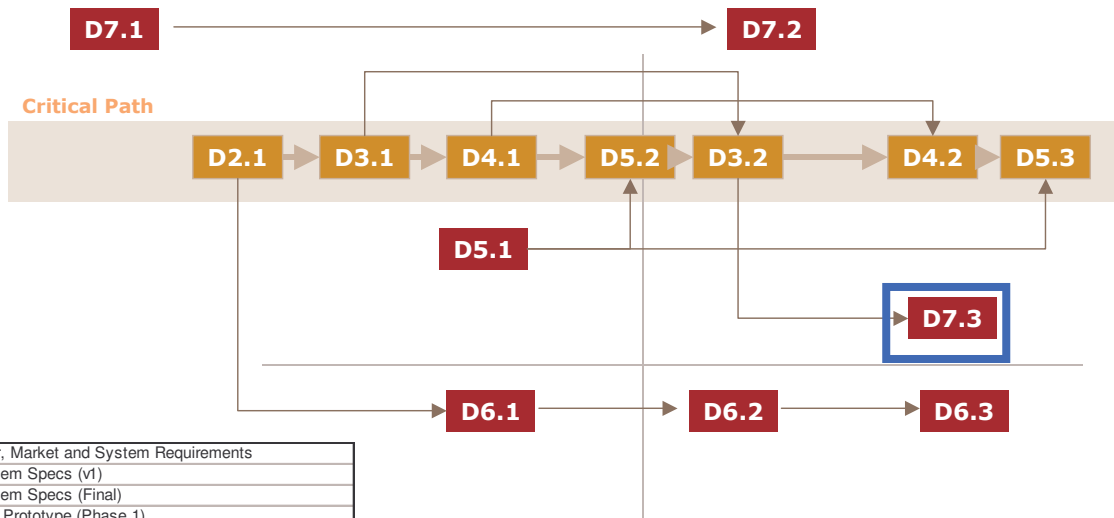 D7.1 D7.2
Critical Path
D2.1 D3.1 D4.1 D5.2 D3.2 D4.2 D5.3
D5.1
D7.3
D6.1 D6.2 D6.3
Market and System Requirements
em Specs (v1)
em Specs (Final)
Prototype (Phase 1)